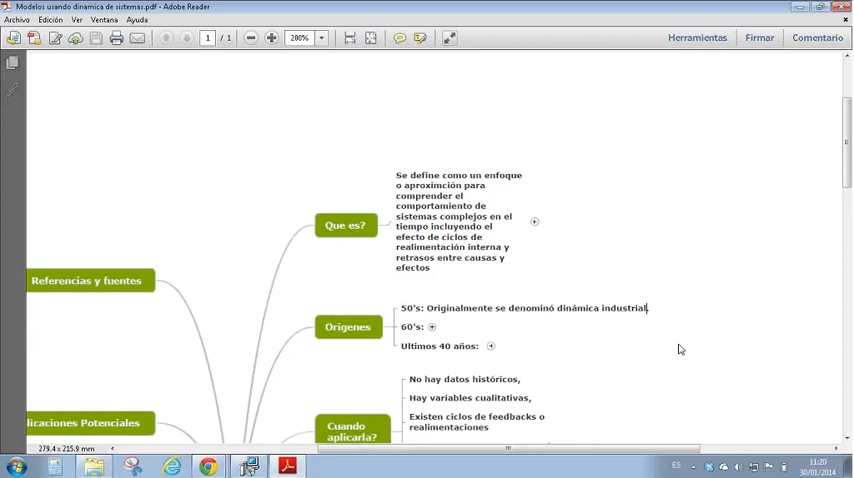 Modelos usando dinamica de sistemas.pdf - Adobe Reader
Archivo Edición Ver Ventana Ayuda
1 / 1 200% Herramientas Firmar Comentario
Se define como un enfoque
o aproximción para
comprender el
comportamiento de
sistemas complejos en el
tiempo incluyendo el
efecto de ciclos de
realimentación interna y
retrasos entre causas y
efectos
Que es?
Referencias y fuentes
50's: Originalmente se denominó dinámica industrial.
Orígenes
60's:
Ultimos 40 años:
No hay datos históricos,
Hay variables cualitativas,
Existen ciclos de feedbacks o
realimentaciones
Cuando
aplicarla?
licaciones Potenciales
279.4 x 215.9 mm
ES
11:20
30/01/2014